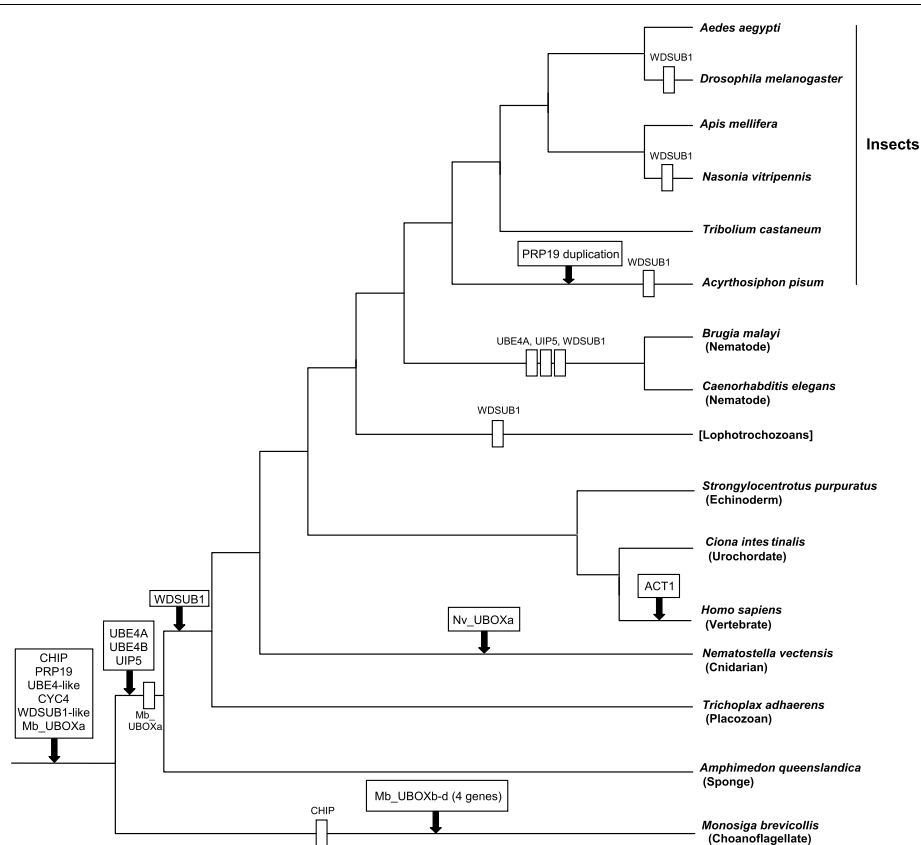 Aedes aegypti
WDSUB1
Drosophila melanogaster
Apis mellifera
Insects
WDSUB1
Nasonia vitripennis
Tribolium castaneum
PRP19 duplication
WDSUB1
Acyrthosiphon pisum
Brugia malayi
(Nematode)
UBE4A, UIP5, WDSUB1
Caenorhabditis elegans
(Nematode)
WDSUB1
[Lophotrochozoans]
Strongylocentrotus purpuratus
(Echinoderm)
Ciona intes tinalis
(Urochordate)
ACT1
Homo sapiens
(Vertebrate)
WDSUB1
Nv_UBOXa
Nematostella vectensis
(Cnidarian)
UBE4A
UBE4B
UIP5
CHIP
PRP19
UBE4-like
CYC4
WDSUB1-like
Mb_UBOXa
Mb_
UBOXa
Trichoplax adhaerens
(Placozoan)
Amphimedon queenslandica
(Sponge)
Mb_UBOXb-d (4 genes)
CHIP
Monosiga brevicollis
(Choanoflagellate)